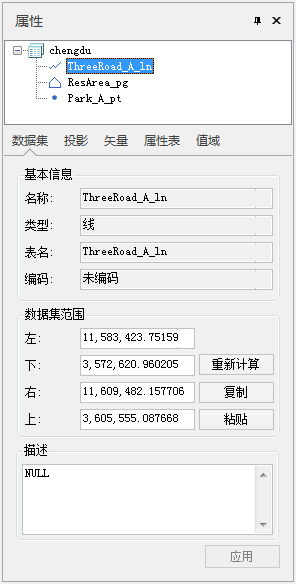 属性
chengdu
ThreeRoad_A_ln
ResArea_pg
Park_A_pt
数据集 投影 矢量 属性表 值域
基本信息
名称: ThreeRoad_A_ln
类型: 线
表名: ThreeRoad_A_ln
编码: 未编码
数据集范围
左: 11,583,423.75159
下: 3,572,620.960205 重新计算
右: 11,609,482.157706 复制
上: 3,605,555.087668 粘贴
描述
NULL
应用